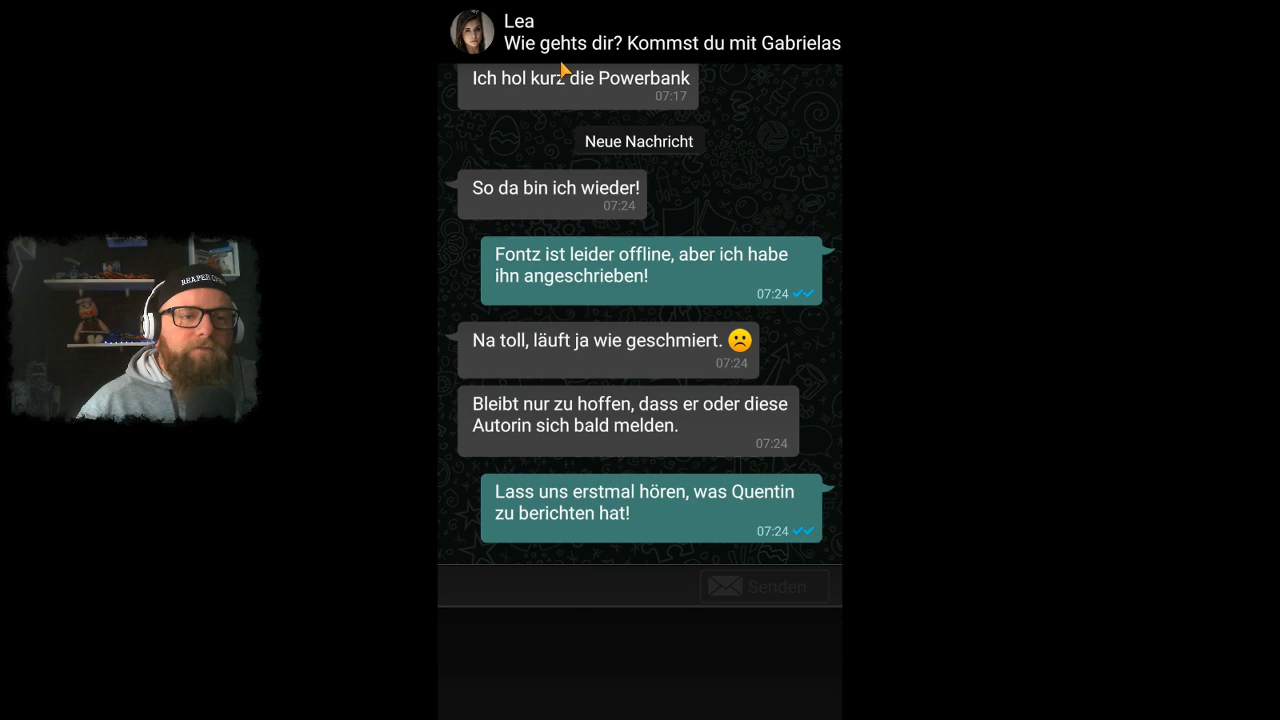 Lea
Wie gehts dir? Kommst du mit Gabrielas
Ich hol kurz die Powerbank
07:17
Neue Nachricht
So da bin ich wieder!
07:24
Fontz ist leider offline, aber ich habe
ihn angeschrieben!
07:24
Na toll, läuft ja wie geschmiert. ☹️
07:24
Bleibt nur zu hoffen, dass er oder diese
Autorin sich bald melden.
07:24
Lass uns erstmal hören, was Quentin
zu berichten hat!
07:24
Senden